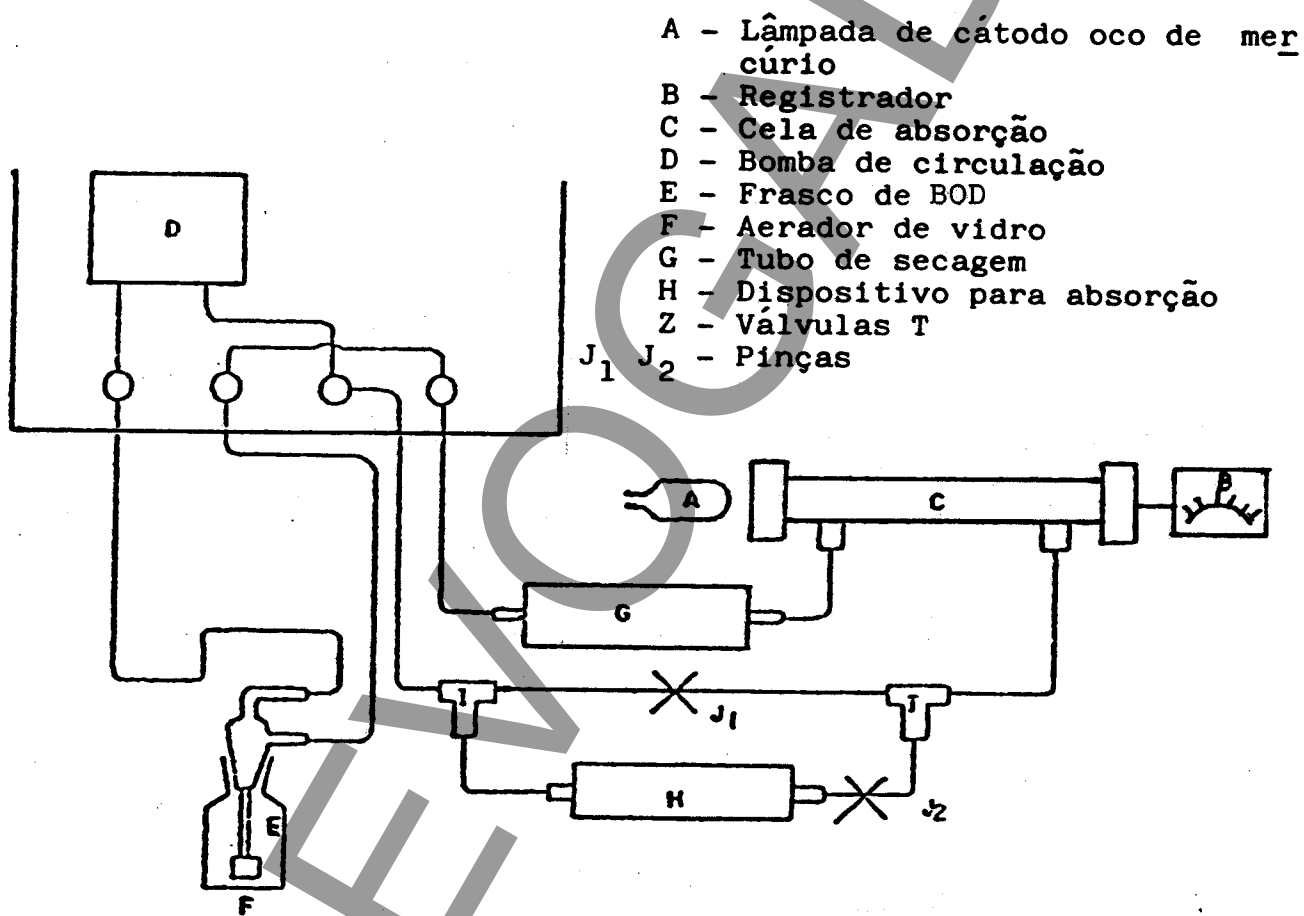 A - Lâmpada de cátodo oco de mer
cúrio
B - Registrador
C - Cela de absorção
D - Bomba de circulação
E - Frasco de BOD
F - Aerador de vidro
G - Tubo de secagem
H - Dispositivo para absorção
Z - Válvulas T
J1 J2 - Pinças
D
A
C
B
G
I
J1
T
H
J2
E
F